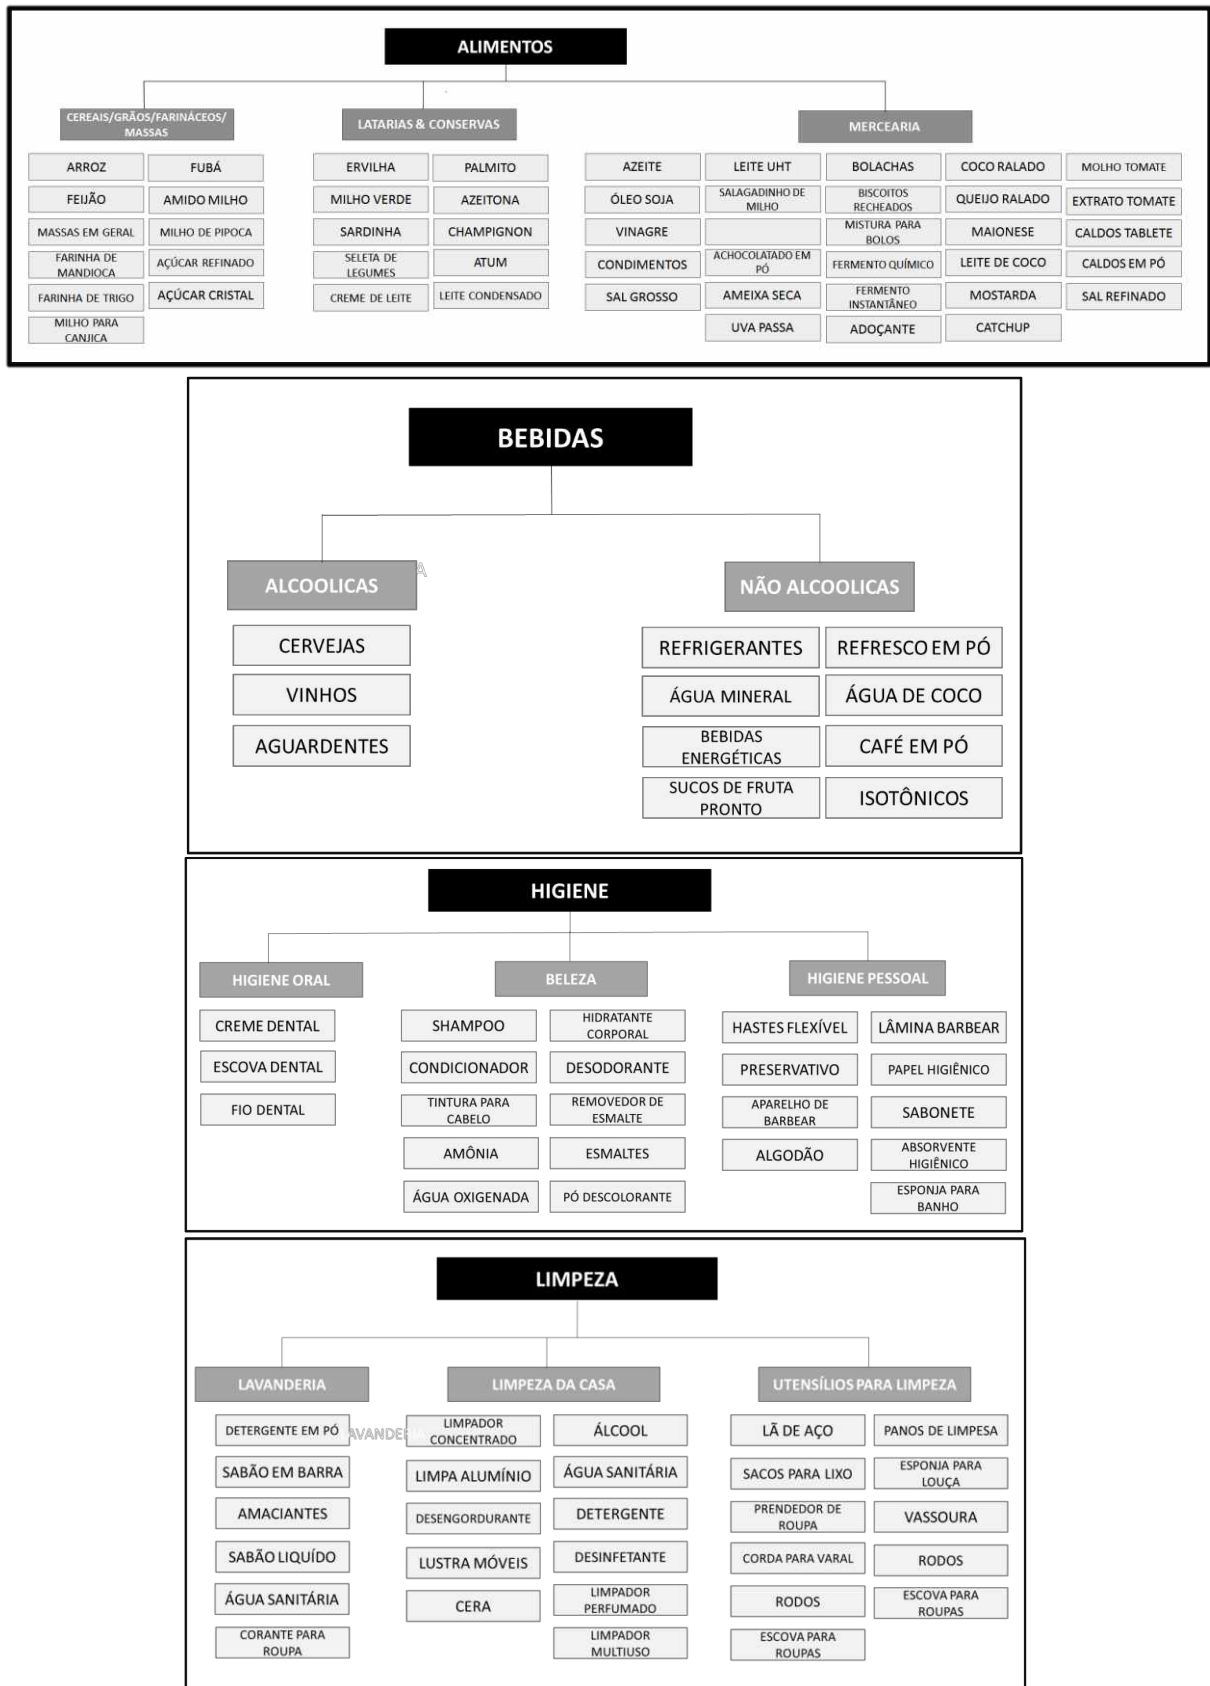 ALIMENTOS
CEREAIS/GRÃOS/FARINÁCEOS/
MASSAS
LATARIAS & CONSERVAS
MERCEARIA
ARROZ
FUBÁ
FEIJÃO
AMIDO MILHO
MASSAS EM GERAL
MILHO DE PIPOCA
FARINHA DE
MANDIOCA
AÇÚCAR REFINADO
FARINHA DE TRIGO
AÇÚCAR CRISTAL
MILHO PARA
CANJICA
ERVILHA
PALMITO
MILHO VERDE
AZEITONA
SARDINHA
CHAMPIGNON
SELETA DE
LEGUMES
ATUM
CREME DE LEITE
LEITE CONDENSADO
AZEITE
LEITE UHT
BOLACHAS
COCO RALADO
MOLHO TOMATE
ÓLEO SOJA
SALAGADINHO DE
MILHO
BISCOITOS
RECHEADOS
QUEIJO RALADO
EXTRATO TOMATE
VINAGRE
MISTURA PARA
BOLOS
MAIONESE
CALDOS TABLETE
CONDIMENTOS
ACHOCOLATADO EM
PÓ
FERMENTO QUÍMICO
LEITE DE COCO
CALDOS EM PÓ
SAL GROSSO
AMEIXA SECA
FERMENTO
INSTANTÂNEO
MOSTARDA
SAL REFINADO
UVA PASSA
ADOÇANTE
CATCHUP
BEBIDAS
ALCOOLICAS
A
NÃO ALCOOLICAS
CERVEJAS
VINHOS
AGUARDENTES
REFRIGERANTES
REFRESCO EM PÓ
ÁGUA MINERAL
ÁGUA DE COCO
BEBIDAS
ENERGÉTICAS
CAFÉ EM PÓ
SUCOS DE FRUTA
PRONTO
ISOTÔNICOS
HIGIENE
HIGIENE ORAL
BELEZA
HIGIENE PESSOAL
CREME DENTAL
ESCOVA DENTAL
FIO DENTAL
SHAMPOO
HIDRATANTE
CORPORAL
CONDICIONADOR
DESODORANTE
TINTURA PARA
CABELO
REMOVEDOR DE
ESMALTE
AMÔNIA
ESMALTES
ÁGUA OXIGENADA
PÓ DESCOLORANTE
HASTES FLEXÍVEL
LÂMINA BARBEAR
PRESERVATIVO
PAPEL HIGIÊNICO
APARELHO DE
BARBEAR
SABONETE
ALGODÃO
ABSORVENTE
HIGIÊNICO
ESPONJA PARA
BANHO
LIMPEZA
LAVANDERIA
LIMPEZA DA CASA
UTENSÍLIOS PARA LIMPEZA
DETERGENTE EM PÓ
SABÃO EM BARRA
AMACIANTES
SABÃO LIQUÍDO
ÁGUA SANITÁRIA
CORANTE PARA
ROUPA
LIMPADOR
CONCENTRADO
ÁLCOOL
LIMPA ALUMÍNIO
ÁGUA SANITÁRIA
DESENGORDURANTE
DETERGENTE
LUSTRA MÓVEIS
DESINFETANTE
CERA
LIMPADOR
PERFUMADO
LIMPADOR
MULTIUSO
LÃ DE AÇO
PANOS DE LIMPESA
SACOS PARA LIXO
ESPONJA PARA
LOUÇA
PRENDEDOR DE
ROUPA
VASSOURA
CORDA PARA VARAL
RODOS
RODOS
ESCOVA PARA
ROUPAS
ESCOVA PARA
ROUPAS